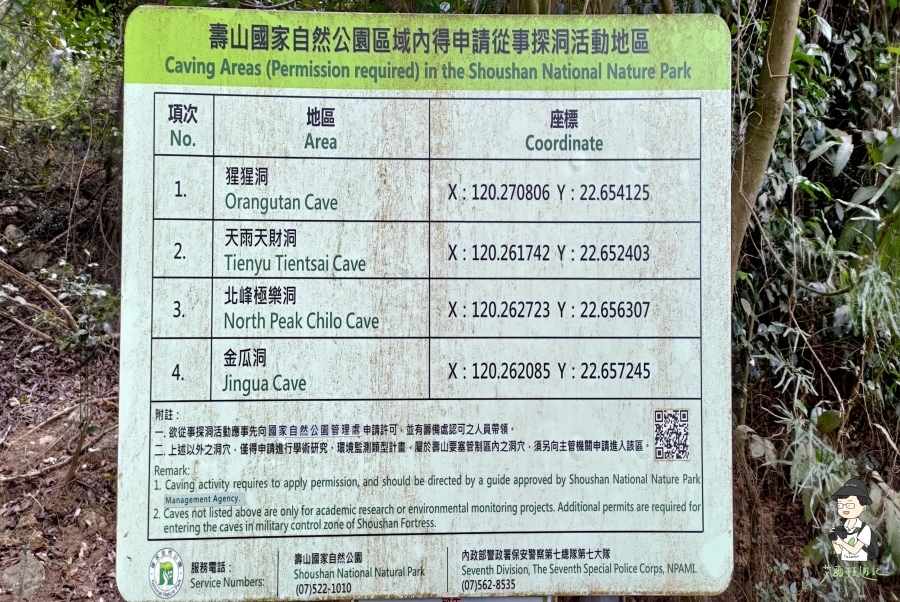 壽山國家自然公園區域內得申請從事探洞活動地區
Caving Areas (Permission required) in the Shoushan National Nature Park
項次 地區 座標
No. Area Coordinate
1. 猩猩洞 X：120.270806 Y：22.654125
Orangutan Cave
2. 天雨天財洞 X：120.261742 Y：22.652403
Tienyu Tientsai Cave
3. 北峰極樂洞 X：120.262723 Y：22.656307
North Peak Chilo Cave
4. 金瓜洞 X：120.262085 Y：22.657245
Jingua Cave
附註：
一. 欲從事探洞活動應事先向國家自然公園管理處申請許可、並有籌備處認可之人員帶領。
二. 上述以外之洞穴，僅得申請進行學術研究、環境監測類型計畫，屬於壽山要塞管制區內之洞穴，須另向主管機關申請進入該區。
Remark:
1. Caving activity requires to apply permission, and should be directed by a guide approved by Shoushan National Nature Park
Management Agency.
2. Caves not listed above are only for academic research or environmental monitoring projects. Additional permits are required for
entering the caves in military control zone of Shoushan Fortress.
服務電話：
Service Numbers:
壽山國家自然公園
Shoushan National Natural Park
(07)522-1010
內政部警政署保安警察第七總隊第七大隊
Seventh Division, The Seventh Special Police Corps, NPAMI.
(07)562-8535